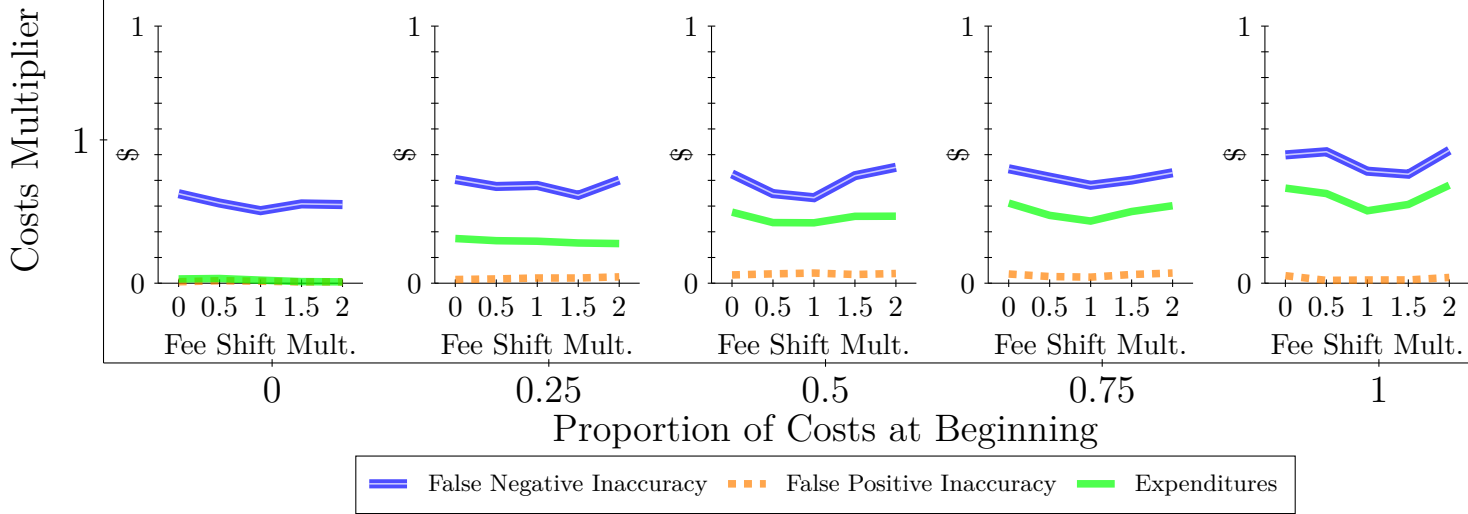 Costs Multiplier
1
1
$
0
0 0.5 1 1.5 2
Fee Shift Mult.
1
$
0
0 0.5 1 1.5 2
Fee Shift Mult.
1
$
0
0 0.5 1 1.5 2
Fee Shift Mult.
1
$
0
0 0.5 1 1.5 2
Fee Shift Mult.
1
$
0
0 0.5 1 1.5 2
Fee Shift Mult.
0 0.25 0.5 0.75 1
Proportion of Costs at Beginning
False Negative Inaccuracy False Positive Inaccuracy Expenditures